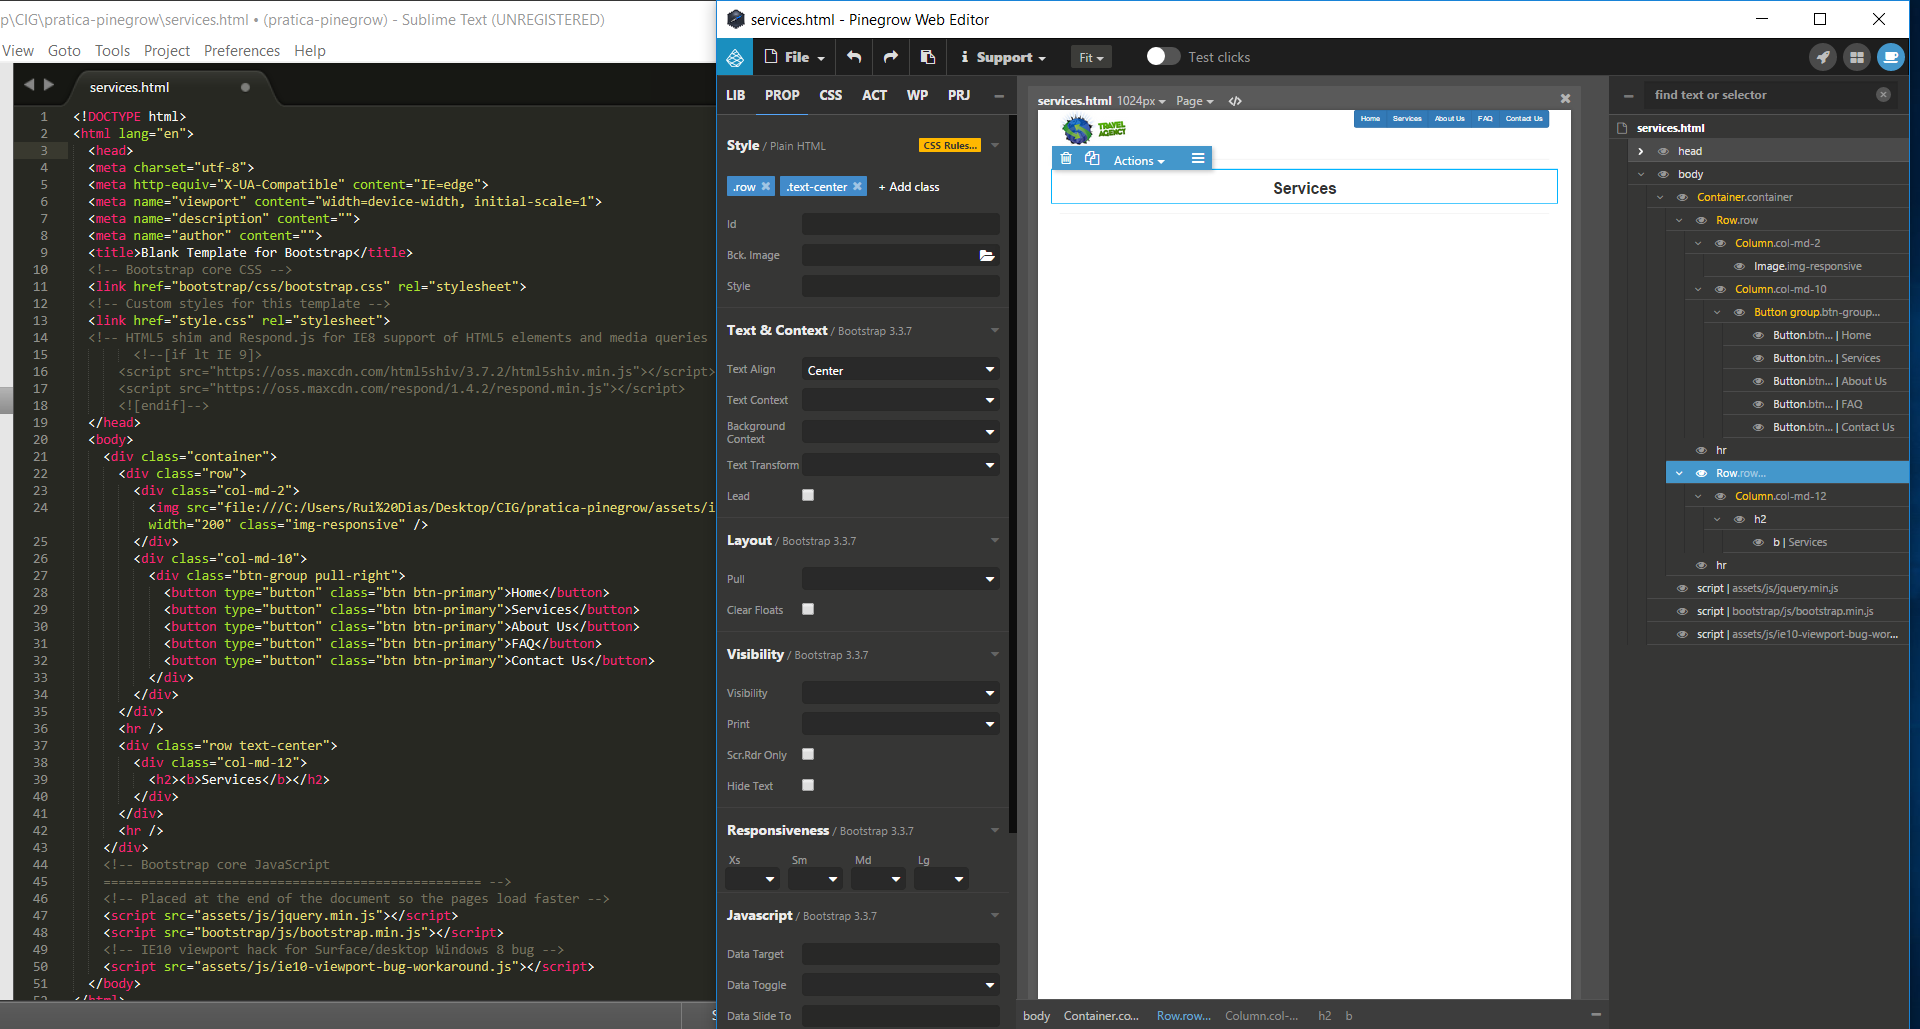 p\CIG\pratica-pinegrow\services.html • (pratica-pinegrow) - Sublime Text (UNREGISTERED)
View Goto Tools Project Preferences Help
services.html
1 <!DOCTYPE html>
2 <html lang="en">
3 <head>
4 <meta charset="utf-8">
5 <meta http-equiv="X-UA-Compatible" content="IE=edge">
6 <meta name="viewport" content="width=device-width, initial-scale=1">
7 <meta name="description" content="">
8 <meta name="author" content="">
9 <title>Blank Template for Bootstrap</title>
10 <!-- Bootstrap core CSS -->
11 <link href="bootstrap/css/bootstrap.css" rel="stylesheet">
12 <!-- Custom styles for this template -->
13 <link href="style.css" rel="stylesheet">
14 <!-- HTML5 shim and Respond.js for IE8 support of HTML5 elements and media queries
15 <!--[if lt IE 9]>
16 <script src="https://oss.maxcdn.com/html5shiv/3.7.2/html5shiv.min.js"></script>
17 <script src="https://oss.maxcdn.com/respond/1.4.2/respond.min.js"></script>
18 <![endif]-->
19 </head>
20 <body>
21 <div class="container">
22 <div class="row">
23 <div class="col-md-2">
24 <img src="file:///C:/Users/Rui%20Dias/Desktop/CIG/pratica-pinegrow/assets/i
width="200" class="img-responsive" />
25 </div>
26 <div class="col-md-10">
27 <div class="btn-group pull-right">
28 <button type="button" class="btn btn-primary">Home</button>
29 <button type="button" class="btn btn-primary">Services</button>
30 <button type="button" class="btn btn-primary">About Us</button>
31 <button type="button" class="btn btn-primary">FAQ</button>
32 <button type="button" class="btn btn-primary">Contact Us</button>
33 </div>
34 </div>
35 </div>
36 <hr />
37 <div class="row text-center">
38 <div class="col-md-12">
39 <h2><b>Services</b></h2>
40 </div>
41 </div>
42 <hr />
43 </div>
44 <!-- Bootstrap core JavaScript
45 ================================================== -->
46 <!-- Placed at the end of the document so the pages load faster -->
47 <script src="assets/js/jquery.min.js"></script>
48 <script src="bootstrap/js/bootstrap.min.js"></script>
49 <!-- IE10 viewport hack for Surface/desktop Windows 8 bug -->
50 <script src="assets/js/ie10-viewport-bug-workaround.js"></script>
51 </body>
52 </html>
services.html - Pinegrow Web Editor
File Support Fit Test clicks
LIB PROP CSS ACT WP PRJ
Style / Plain HTML CSS Rules...
.row .text-center + Add class
Id
Bck. Image
Style
Text & Context / Bootstrap 3.3.7
Text Align Center
Text Context
Background
Context
Text Transform
Lead
Layout / Bootstrap 3.3.7
Pull
Clear Floats
Visibility / Bootstrap 3.3.7
Visibility
Print
Scr.Rdr Only
Hide Text
Responsiveness / Bootstrap 3.3.7
Xs Sm Md Lg
Javascript / Bootstrap 3.3.7
Data Target
Data Toggle
Data Slide To
services.html 1024px Page </>
TRAVEL
AGENCY
Home Services About Us FAQ Contact Us
Actions
Services
body Container.co... Row.row... Column.col-... h2 b
find text or selector
services.html
head
body
Container.container
Row.row
Column.col-md-2
Image.img-responsive
Column.col-md-10
Button group.btn-group...
Button.btn... | Home
Button.btn... | Services
Button.btn... | About Us
Button.btn... | FAQ
Button.btn... | Contact Us
hr
Row.row...
Column.col-md-12
h2
b | Services
hr
script | assets/js/jquery.min.js
script | bootstrap/js/bootstrap.min.js
script | assets/js/ie10-viewport-bug-wor...